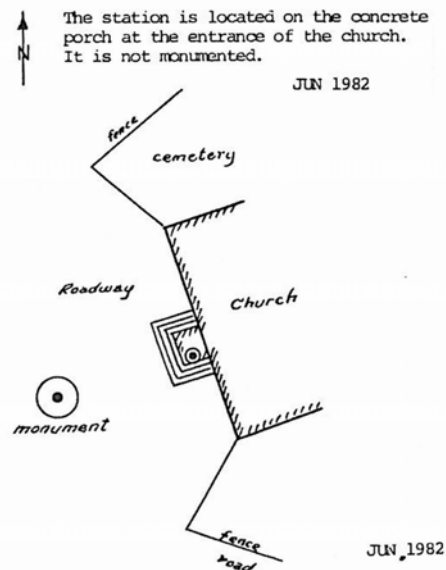 The station is located on the concrete
porch at the entrance of the church.
It is not monumented.
N
JUN 1982
fence
cemetery
Roadway
Church
monument
fence
road
JUN 1982